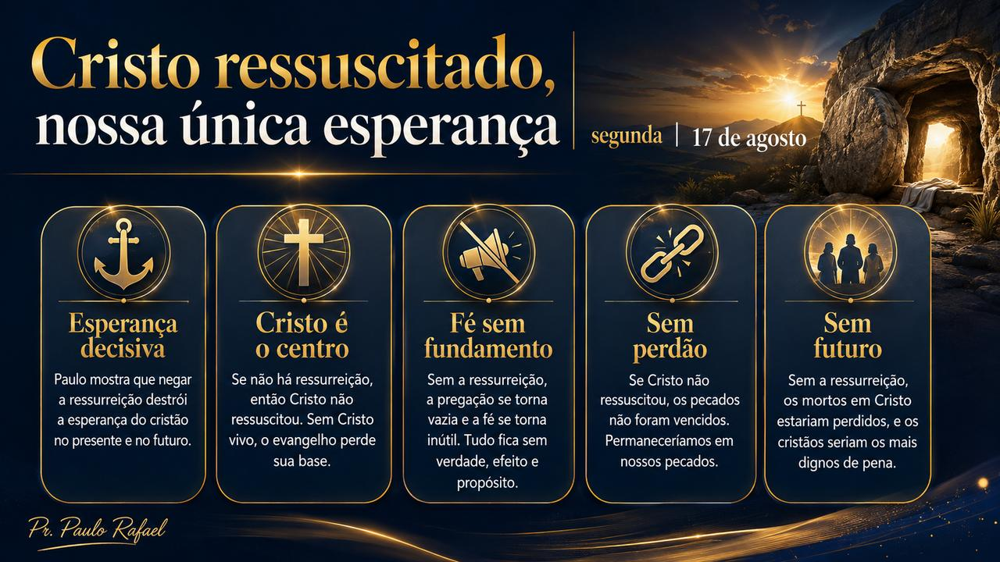 Cristo ressuscitado,
nossa única esperança
segunda | 17 de agosto
Esperança
decisiva
Paulo mostra que negar
a ressurreição destrói
a esperança do cristão
no presente e no futuro.
Cristo é
o centro
Se não há ressurreição,
então Cristo não
ressuscitou. Sem Cristo
vivo, o evangelho perde
sua base.
Fé sem
fundamento
Sem a ressurreição,
a pregação se torna
vazia e a fé se torna
inútil. Tudo fica sem
verdade, efeito e
propósito.
Sem
perdão
Se Cristo não
ressuscitou, os pecados
não foram vencidos.
Permaneceríamos em
nossos pecados.
Sem
futuro
Sem a ressurreição,
os mortos em Cristo
estariam perdidos, e os
cristãos seriam os mais
dignos de pena.
Pr. Paulo Rafael